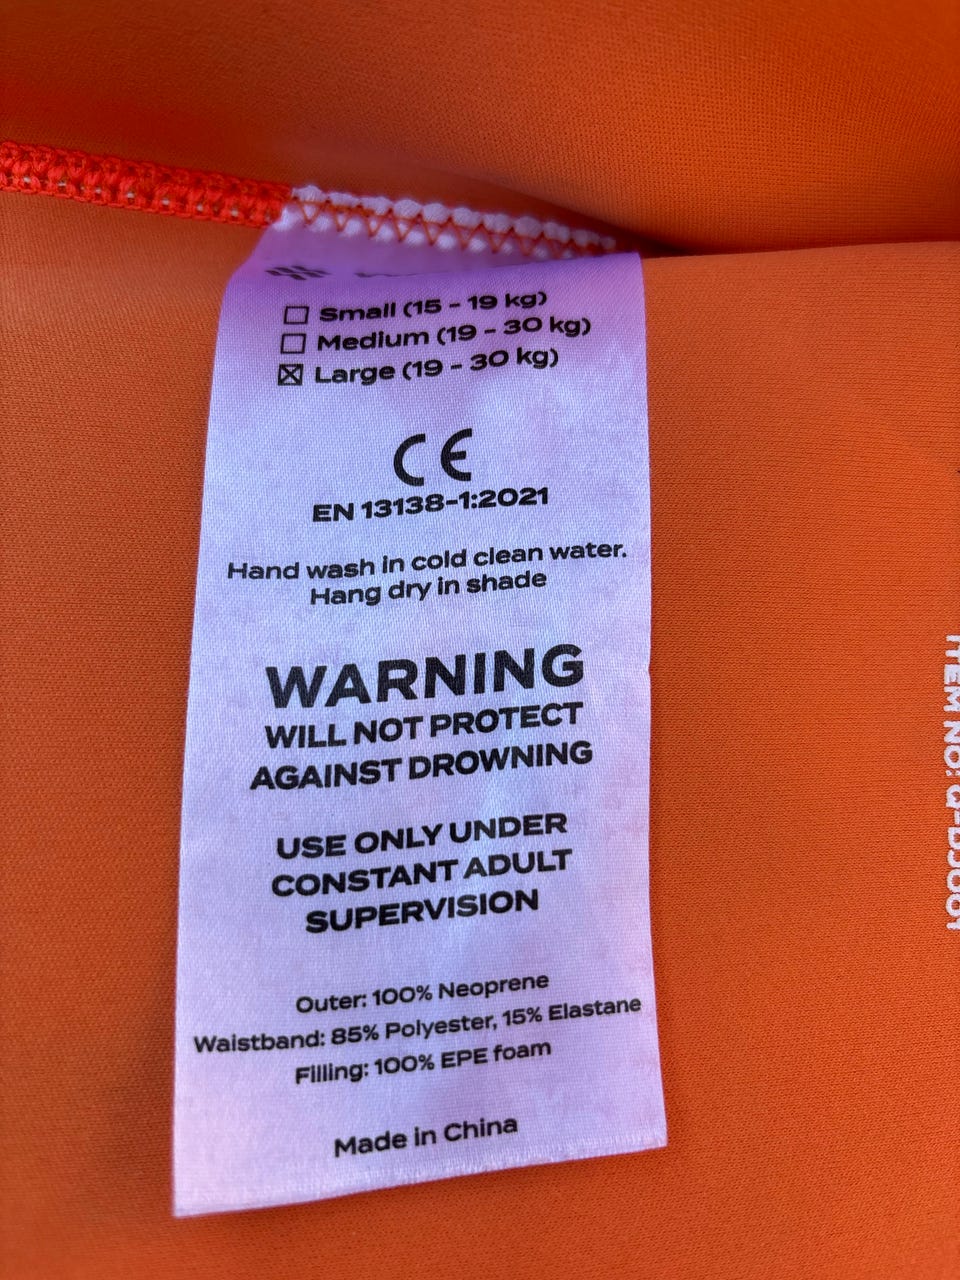 ☐ Small (15 - 19 kg)
☐ Medium (19 - 30 kg)
☒ Large (19 - 30 kg)
CE
EN 13138-1:2021
Hand wash in cold clean water.
Hang dry in shade
WARNING
WILL NOT PROTECT
AGAINST DROWNING
USE ONLY UNDER
CONSTANT ADULT
SUPERVISION
Outer: 100% Neoprene
Waistband: 85% Polyester, 15% Elastane
Filling: 100% EPE foam
Made in China
ITEM NO: